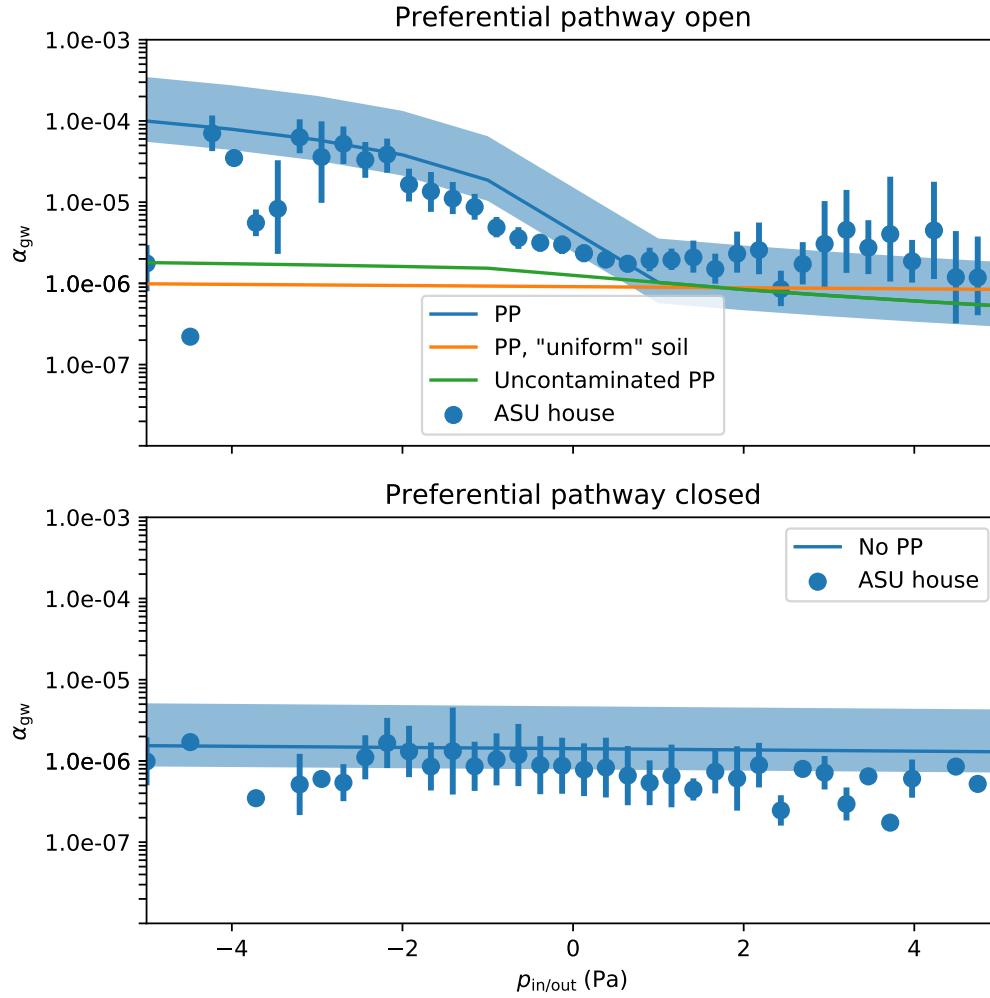 Preferential pathway open
1.0e-03
1.0e-04
1.0e-05
1.0e-06
1.0e-07
αgw
PP
PP, "uniform" soil
Uncontaminated PP
ASU house
Preferential pathway closed
1.0e-03
1.0e-04
1.0e-05
1.0e-06
1.0e-07
αgw
No PP
ASU house
−4 −2 0 2 4
pin/out (Pa)